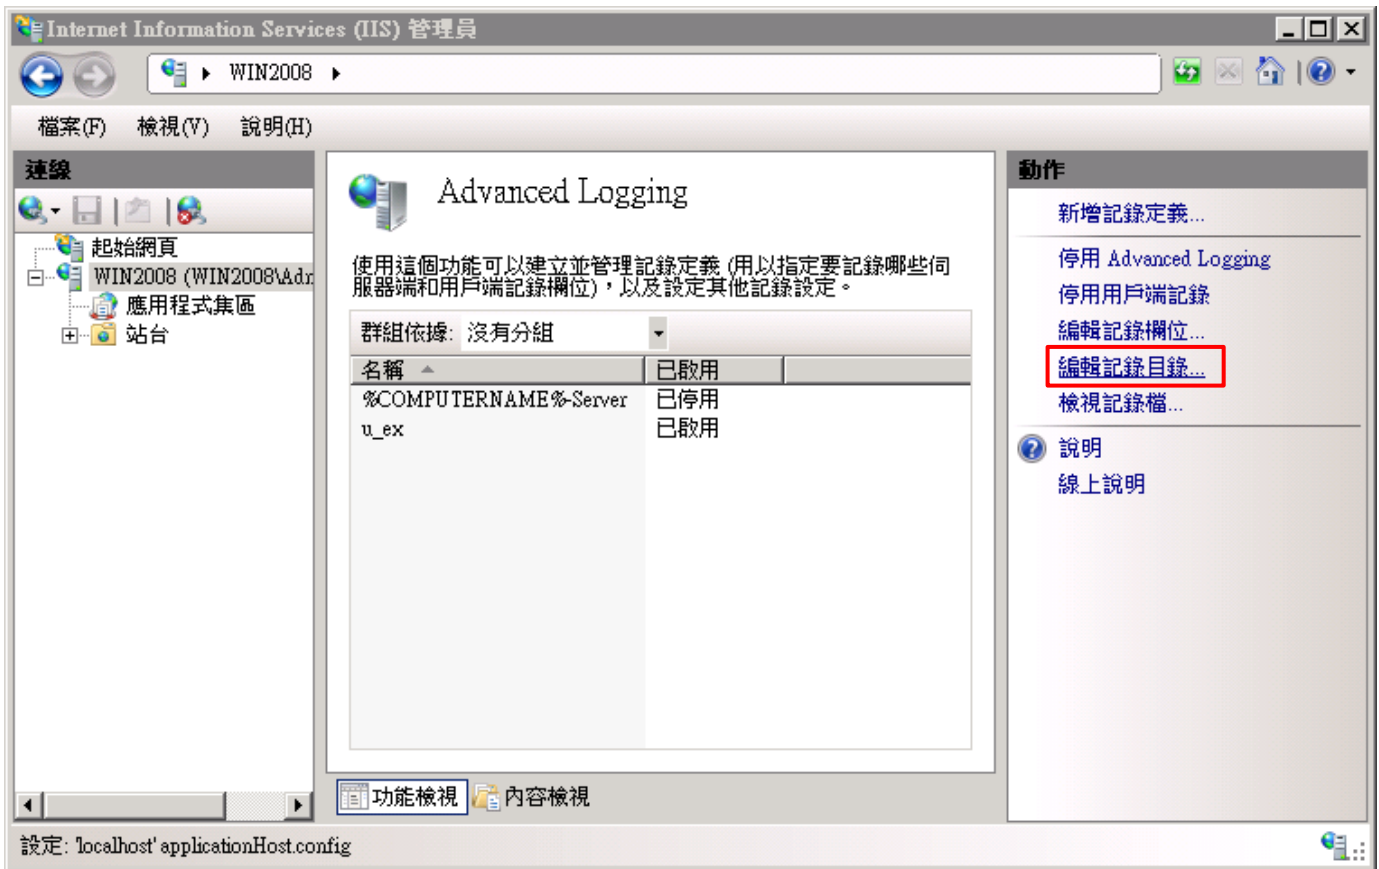 Internet Information Services (IIS) 管理員
WIN2008
檔案(F) 檢視(V) 說明(H)
連線
起始網頁
WIN2008 (WIN2008\Adm
應用程式集區
站台
Advanced Logging
使用這個功能可以建立並管理記錄定義 (用以指定要記錄哪些伺
服器端和用戶端記錄欄位)，以及設定其他記錄設定。
群組依據: 沒有分組
名稱 已啟用
%COMPUTERNAME%-Server 已停用
u_ex 已啟用
功能檢視 內容檢視
動作
新增記錄定義...
停用 Advanced Logging
停用用戶端記錄
編輯記錄欄位...
編輯記錄目錄...
檢視記錄檔...
說明
線上說明
設定: 'localhost' applicationHost.config